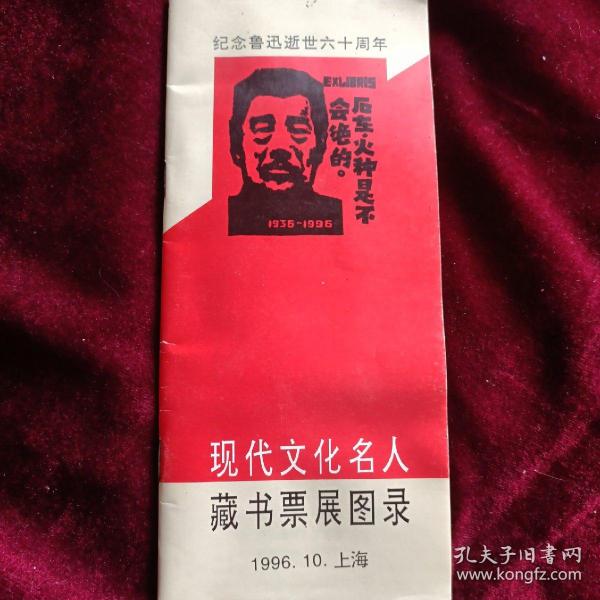 纪念鲁迅逝世六十周年
EXLIBRIS
石在,火种是不
会绝的。
1936-1996
现代文化名人
藏书票展图录
1996. 10. 上海
孔夫子旧书网
www.kongfz.com